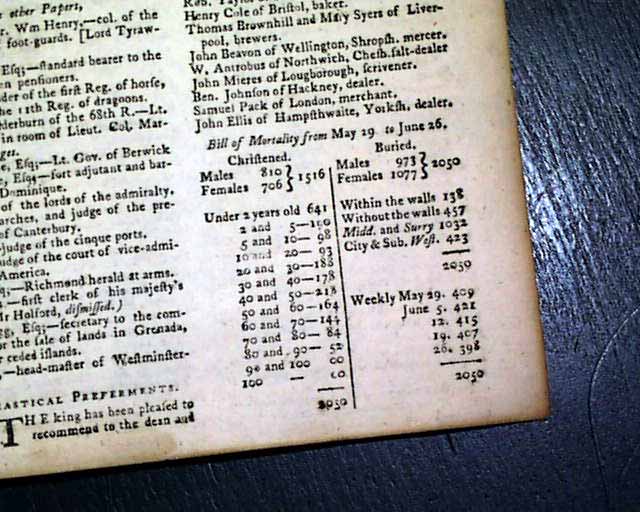 other Papers,
r. Wm Henry,—col. of the
foot-guards. [Lord Tyraw-
Esq;—standard bearer to the
en pensioners.
der of the first Reg. of horse,
he 11th Reg. of dragoons.
derburn of the 68th R.—Lt.
in room of Lieut. Col. Mar-
ges.
e, Esq;—Lt. Gov. of Berwick
, Esq;—fort adjutant and bar-
Dominique.
of the lords of the admiralty.
arches, and judge of the pre-
of Canterbury.
judge of the cinque ports.
udge of the court of vice-admi-
America.
q;—Richmond herald at arms.
—first clerk of his majesty's
Mr Holford, dismissed.)
gg, Esq;—secretary to the com-
for the sale of lands in Grenada,
r ceded islands.
,—head-master of Westminster-
IASTICAL PREFERMENTS.
THE king has been pleased to
recommend to the dean and
Henry Cole of Bristol, baker.
Thomas Brownhill and Mary Syers of Liver-
pool, brewers.
John Beavon of Wellington, Shropsh. mercer.
W. Antrobus of Northwich, Chesh. salt-dealer
John Mieres of Lougborough, scrivener.
Ben. Johnson of Hackney, dealer.
Samuel Pack of London, merchant.
John Ellis of Hampsthwaite, Yorksh, dealer.
Bill of Mortality from May 29 to June 26.
Christened.
Males 810 } 1516
Females 706
Under 2 years old 641
2 and 5—190
5 and 10— 98
10 and 20— 93
20 and 30—188
30 and 40—178
40 and 50—218
50 and 60—164
60 and 70—144
70 and 80— 84
80 and 90— 52
90 and 100 00
100 — 00
2050
Buried.
Males 973 } 2050
Females 1077
Within the walls 138
Without the walls 457
Midd. and Surry 1032
City & Sub. West. 423
2050
Weekly May 29. 409
June 5. 421
12. 415
19. 407
26. 398
2050